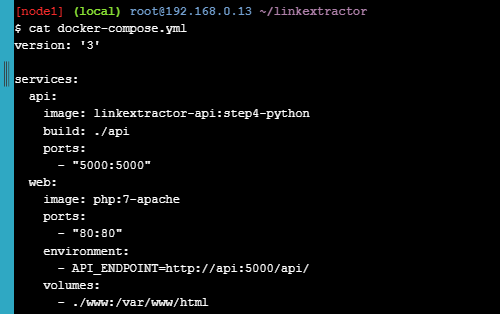 [node1] (local) root@192.168.0.13 ~/linkextractor
$ cat docker-compose.yml
version: '3'

services:
  api:
    image: linkextractor-api:step4-python
    build: ./api
    ports:
      - "5000:5000"
  web:
    image: php:7-apache
    ports:
      - "80:80"
    environment:
      - API_ENDPOINT=http://api:5000/api/
    volumes:
      - ./www:/var/www/html